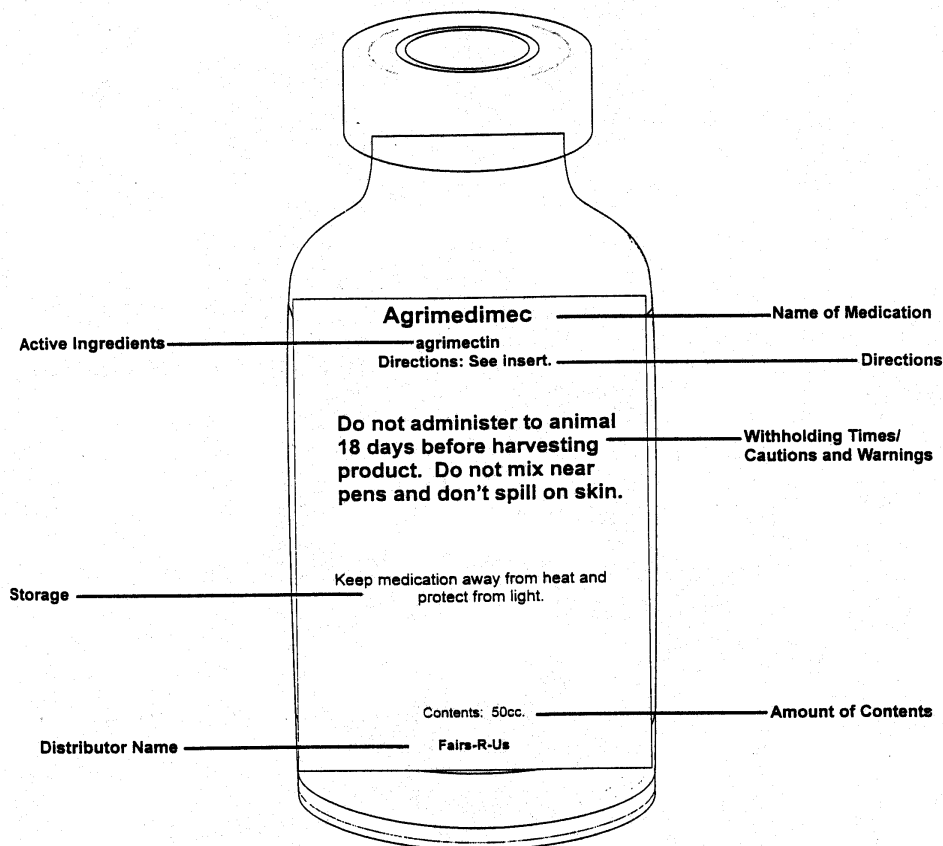 Agrimedimec
Name of Medication
Active Ingredients
agrimectin
Directions: See insert.
Directions
Do not administer to animal
18 days before harvesting
product. Do not mix near
pens and don't spill on skin.
Withholding Times/
Cautions and Warnings
Storage
Keep medication away from heat and
protect from light.
Contents: 50cc.
Amount of Contents
Distributor Name
Fairs-R-Us